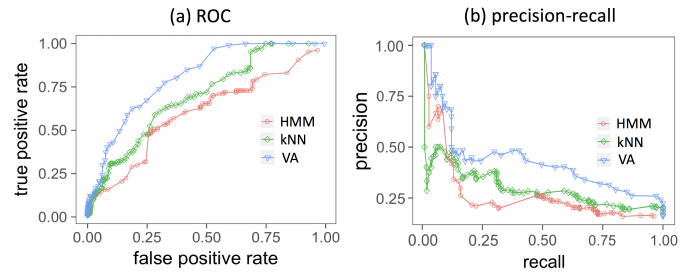 (a) ROC
true positive rate
1.00
0.75
0.50
0.25
0.00
HMM
kNN
VA
0.00 0.25 0.50 0.75 1.00
false positive rate
(b) precision-recall
precision
1.00
0.75
0.50
0.25
HMM
kNN
VA
0.00 0.25 0.50 0.75 1.00
recall